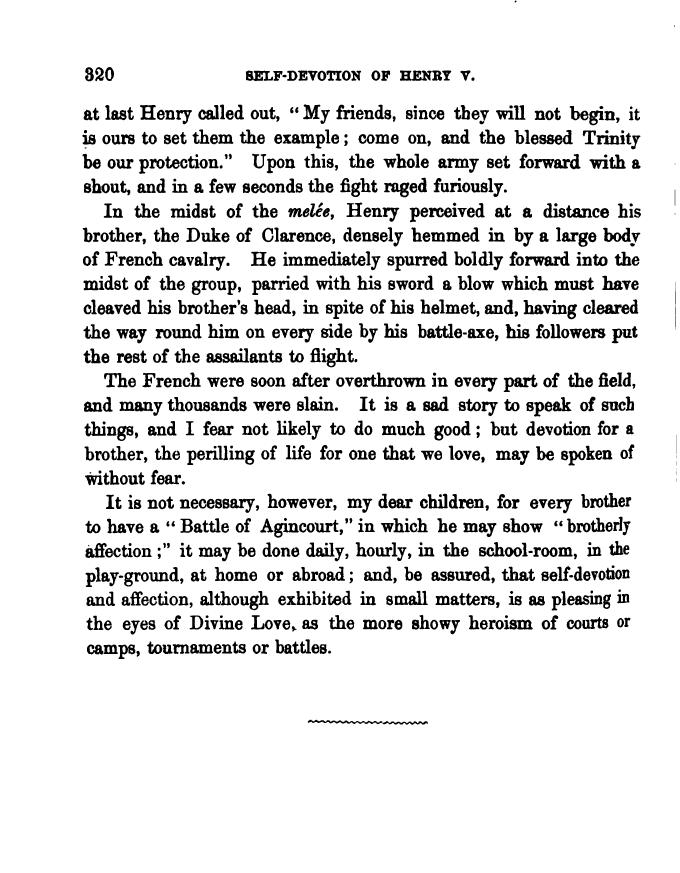 320 SELF-DEVOTION OF HENRY V.
at last Henry called out, “ My friends, since they will not begin, it
is ours to set them the example ; come on, and the blessed Trinity
be our protection.” Upon this, the whole army set forward with a
shout, and in a few seconds the fight raged furiously.
In the midst of the melée, Henry perceived at a distance his
brother, the Duke of Clarence, densely hemmed in by a large body
of French cavalry. He immediately spurred boldly forward into the
midst of the group, parried with his sword a blow which must have
cleaved his brother’s head, in spite of his helmet, and, having cleared
the way round him on every side by his battle-axe, his followers put
the rest of the assailants to flight.
The French were soon after overthrown in every part of the field,
and many thousands were slain. It is a sad story to speak of such
things, and I fear not likely to do much good ; but devotion for a
brother, the perilling of life for one that we love, may be spoken of
without fear.
It is not necessary, however, my dear children, for every brother
to have a “ Battle of Agincourt,” in which he may show “ brotherly
affection ;” it may be done daily, hourly, in the school-room, in the
play-ground, at home or abroad ; and, be assured, that self-devotion
and affection, although exhibited in small matters, is as pleasing in
the eyes of Divine Love, as the more showy heroism of courts or
camps, tournaments or battles.